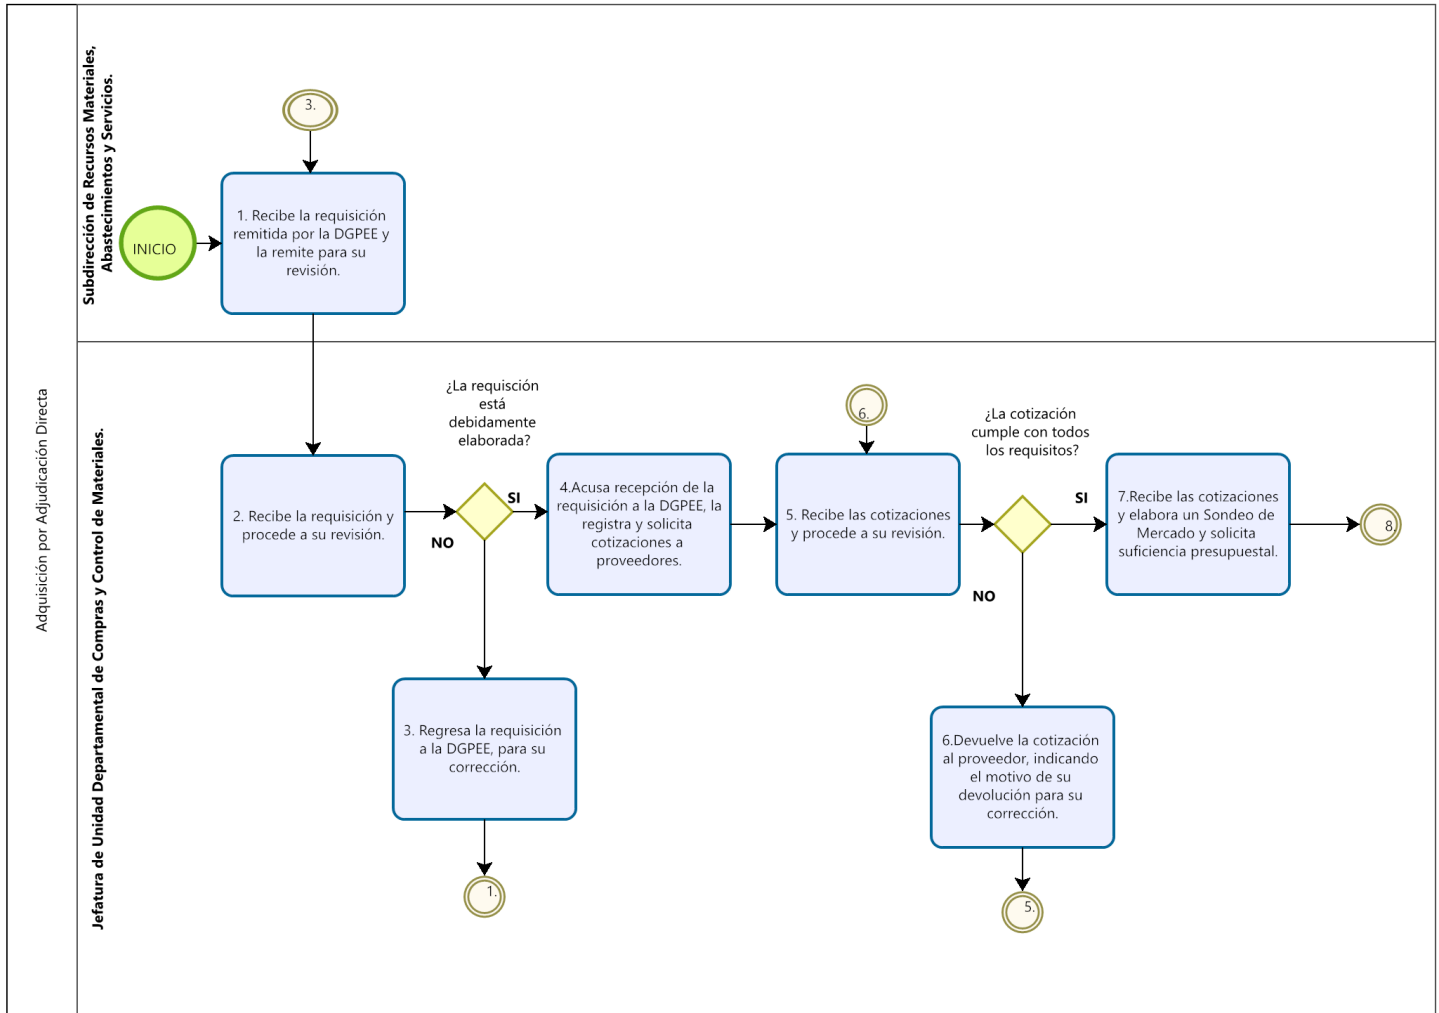 Adquisición por Adjudicación Directa
Subdirección de Recursos Materiales,
Abastecimientos y Servicios.
3.
INICIO
1. Recibe la requisición
remitida por la DGPEE y
la remite para su
revisión.
Jefatura de Unidad Departamental de Compras y Control de Materiales.
2. Recibe la requisición y
procede a su revisión.
¿La requisción
está
debidamente
elaborada?
SI
NO
3. Regresa la requisición
a la DGPEE, para su
corrección.
1.
4.Acusa recepción de la
requisición a la DGPEE, la
registra y solicita
cotizaciones a
proveedores.
6.
5. Recibe las cotizaciones
y procede a su revisión.
¿La cotización
cumple con todos
los requisitos?
SI
NO
6.Devuelve la cotización
al proveedor, indicando
el motivo de su
devolución para su
corrección.
5.
7.Recibe las cotizaciones
y elabora un Sondeo de
Mercado y solicita
suficiencia presupuestal.
8.